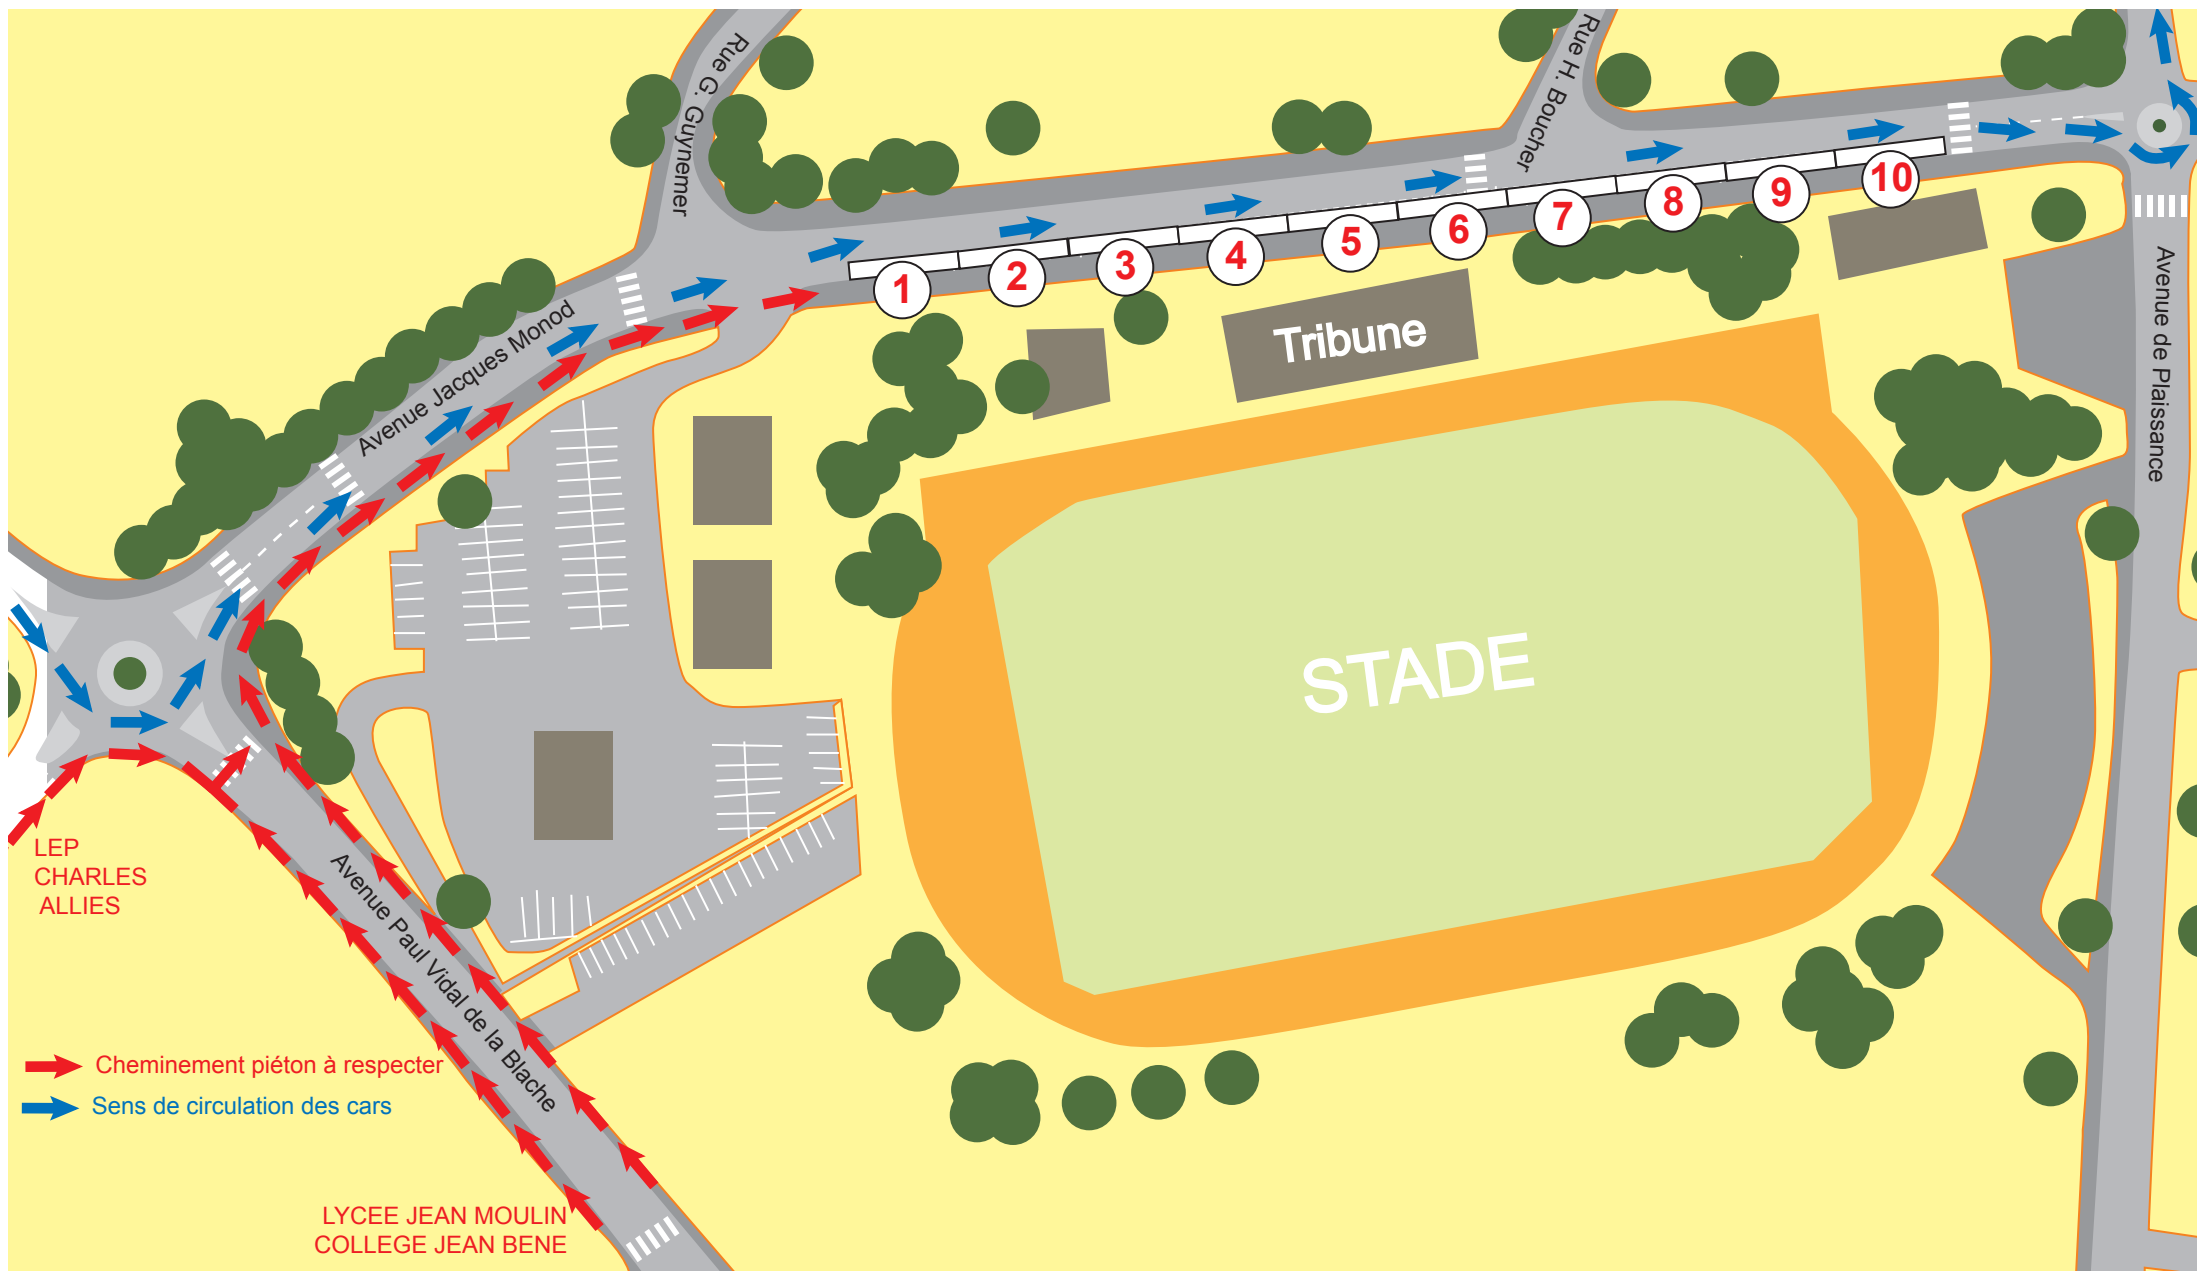 Rue G. Guynemer
Rue H. Boucher
1
2
3
4
5
6
7
8
9
10
Avenue Jacques Monod
Tribune
Avenue de Plaissance
STADE
LEP
CHARLES
ALLIES
Avenue Paul Vidal de la Blache
Cheminement piéton à respecter
Sens de circulation des cars
LYCEE JEAN MOULIN
COLLEGE JEAN BENE